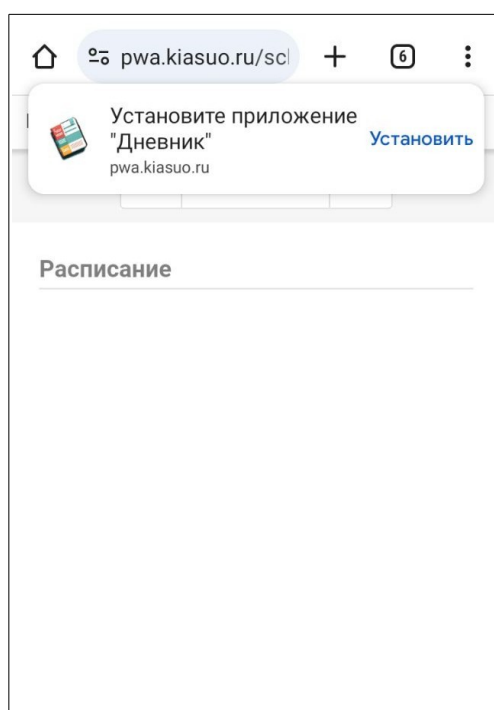 pwa.kiasuo.ru/scl
6
Установите приложение
"Дневник"
Установить
pwa.kiasuo.ru
Расписание